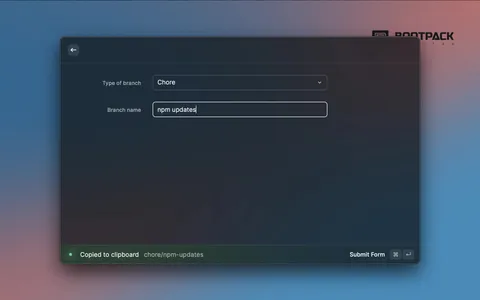 BOOTPACK
Type of branch
Chore
Branch name
npm updates
Copied to clipboard chore/npm-updates
Submit Form ⌘ ↵